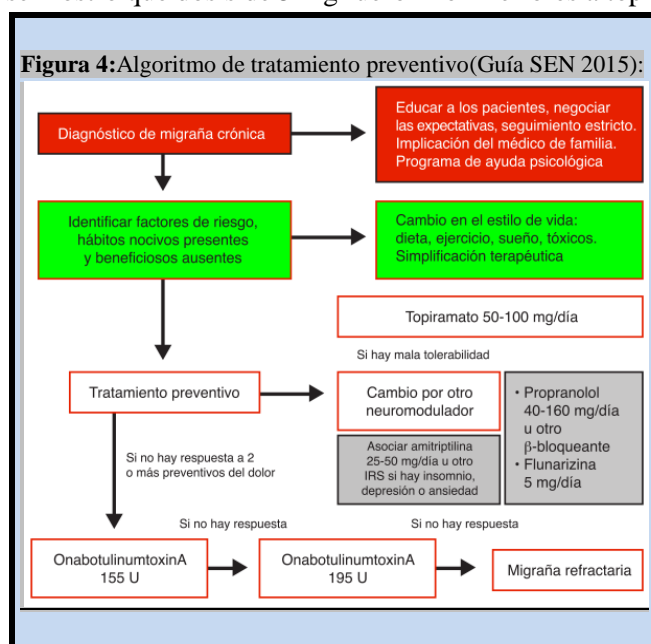 Figura 4:Algoritmo de tratamiento preventivo(Guía SEN 2015):
Diagnóstico de migraña crónica
Educar a los pacientes, negociar
las expectativas, seguimiento estricto.
Implicación del médico de familia.
Programa de ayuda psicológica
Identificar factores de riesgo,
hábitos nocivos presentes
y beneficiosos ausentes
Cambio en el estilo de vida:
dieta, ejercicio, sueño, tóxicos.
Simplificación terapéutica
Topiramato 50-100 mg/día
Si hay mala tolerabilidad
Tratamiento preventivo
Cambio por otro
neuromodulador
• Propranolol
40-160 mg/día
u otro
β-bloqueante
• Flunarizina
5 mg/día
Asociar amitriptilina
25-50 mg/día u otro
IRS si hay insomnio,
depresión o ansiedad
Si no hay respuesta a 2
o más preventivos del dolor
Si no hay respuesta
Si no hay respuesta
OnabotulinumtoxinA
155 U
OnabotulinumtoxinA
195 U
Migraña refractaria